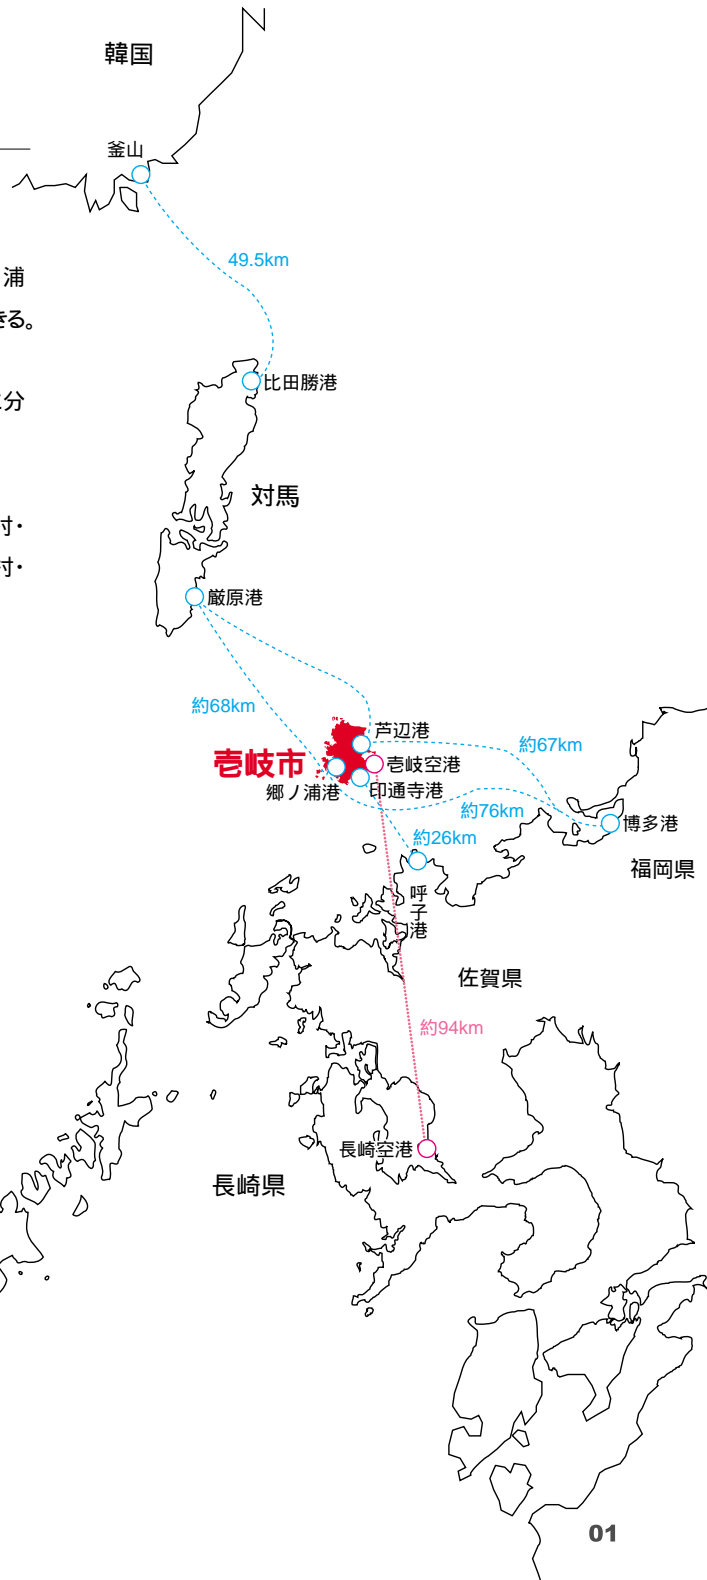 韓国
釜山
49.5km
浦
きる。
比田勝港
分
対馬
村・
村・
厳原港
約68km
芦辺港
約67km
壱岐市
壱岐空港
郷ノ浦港
印通寺港
約76km
博多港
約26km
福岡県
呼子港
佐賀県
約94km
長崎空港
長崎県
01